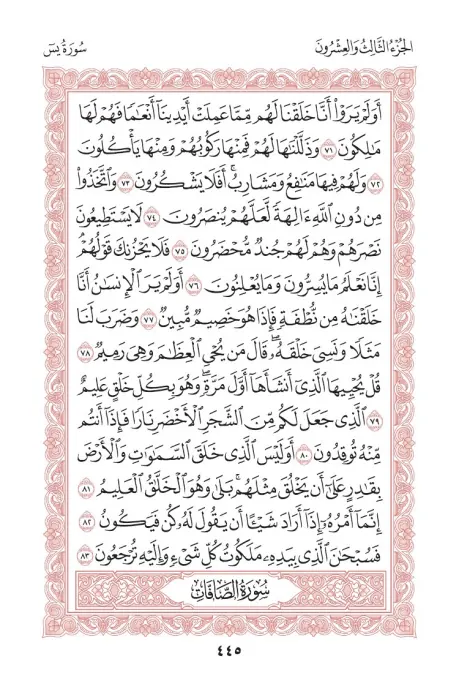 الجُزْءُ الثَّالِثُ وَالعِشْرُونَ
سُورَةُ يسٓ
أَوَلَمْ يَرَوْا۟ أَنَّا خَلَقْنَا لَهُم مِّمَّا عَمِلَتْ أَيْدِينَآ أَنْعَـٰمًا فَهُمْ لَهَا
مَـٰلِكُونَ ٧١ وَذَلَّلْنَـٰهَا لَهُمْ فَمِنْهَا رَكُوبُهُمْ وَمِنْهَا يَأْكُلُونَ
٧٢ وَلَهُمْ فِيهَا مَنَـٰفِعُ وَمَشَارِبُ ۖ أَفَلَا يَشْكُرُونَ ٧٣ وَٱتَّخَذُوا۟
مِن دُونِ ٱللَّهِ ءَالِهَةً لَّعَلَّهُمْ يُنصَرُونَ ٧٤ لَا يَسْتَطِيعُونَ
نَصْرَهُمْ وَهُمْ لَهُمْ جُندٌ مُّحْضَرُونَ ٧٥ فَلَا يَحْزُنكَ قَوْلُهُمْ ۘ
إِنَّا نَعْلَمُ مَا يُسِرُّونَ وَمَا يُعْلِنُونَ ٧٦ أَوَلَمْ يَرَ ٱلْإِنسَـٰنُ أَنَّا
خَلَقْنَـٰهُ مِن نُّطْفَةٍ فَإِذَا هُوَ خَصِيمٌ مُّبِينٌ ٧٧ وَضَرَبَ لَنَا
مَثَلًا وَنَسِىَ خَلْقَهُۥ ۖ قَالَ مَن يُحْىِ ٱلْعِظَـٰمَ وَهِىَ رَمِيمٌ ٧٨
قُلْ يُحْيِيهَا ٱلَّذِىٓ أَنشَأَهَآ أَوَّلَ مَرَّةٍ ۖ وَهُوَ بِكُلِّ خَلْقٍ عَلِيمٌ
٧٩ ٱلَّذِى جَعَلَ لَكُم مِّنَ ٱلشَّجَرِ ٱلْأَخْضَرِ نَارًا فَإِذَآ أَنتُم
مِّنْهُ تُوقِدُونَ ٨٠ أَوَلَيْسَ ٱلَّذِى خَلَقَ ٱلسَّمَـٰوَٰتِ وَٱلْأَرْضَ
بِقَـٰدِرٍ عَلَىٰٓ أَن يَخْلُقَ مِثْلَهُم ۚ بَلَىٰ وَهُوَ ٱلْخَلَّـٰقُ ٱلْعَلِيمُ ٨١
إِنَّمَآ أَمْرُهُۥٓ إِذَآ أَرَادَ شَيْـًٔا أَن يَقُولَ لَهُۥ كُن فَيَكُونُ ٨٢
فَسُبْحَـٰنَ ٱلَّذِى بِيَدِهِۦ مَلَكُوتُ كُلِّ شَىْءٍ وَإِلَيْهِ تُرْجَعُونَ ٨٣
سُورَةُ الصَّافَّاتِ
٤٤٥